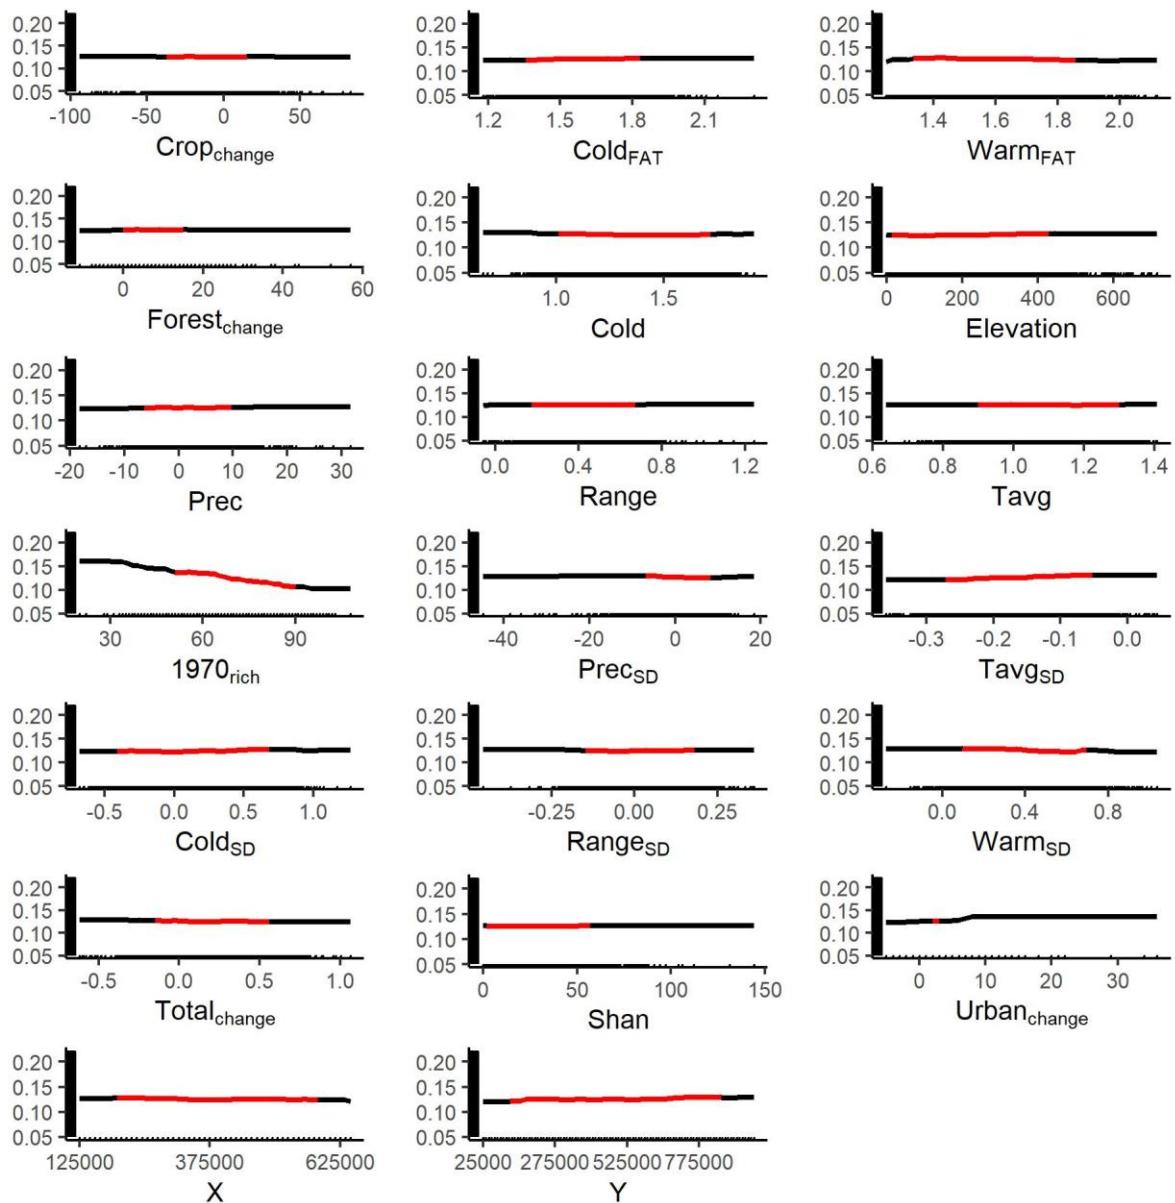 0.20 0.20 0.20
0.15 0.15 0.15
0.10 0.10 0.10
0.05 0.05 0.05
-100 -50 0 50 1.2 1.5 1.8 2.1 1.4 1.6 1.8 2.0
Crop change Cold FAT Warm FAT
0.20 0.20 0.20
0.15 0.15 0.15
0.10 0.10 0.10
0.05 0.05 0.05
0 20 40 60 1.0 1.5 0 200 400 600
Forest change Cold Elevation
0.20 0.20 0.20
0.15 0.15 0.15
0.10 0.10 0.10
0.05 0.05 0.05
-20 -10 0 10 20 30 0.0 0.4 0.8 1.2 0.6 0.8 1.0 1.2 1.4
Prec Range Tavg
0.20 0.20 0.20
0.15 0.15 0.15
0.10 0.10 0.10
0.05 0.05 0.05
30 60 90 -40 -20 0 20 -0.3 -0.2 -0.1 0.0
1970 rich Prec SD Tavg SD
0.20 0.20 0.20
0.15 0.15 0.15
0.10 0.10 0.10
0.05 0.05 0.05
-0.5 0.0 0.5 1.0 -0.25 0.00 0.25 0.0 0.4 0.8
Cold SD Range SD Warm SD
0.20 0.20 0.20
0.15 0.15 0.15
0.10 0.10 0.10
0.05 0.05 0.05
-0.5 0.0 0.5 1.0 0 50 100 150 0 10 20 30
Total change Shan Urban change
0.20 0.20
0.15 0.15
0.10 0.10
0.05 0.05
125000 375000 625000 25000 275000 525000 775000
X Y